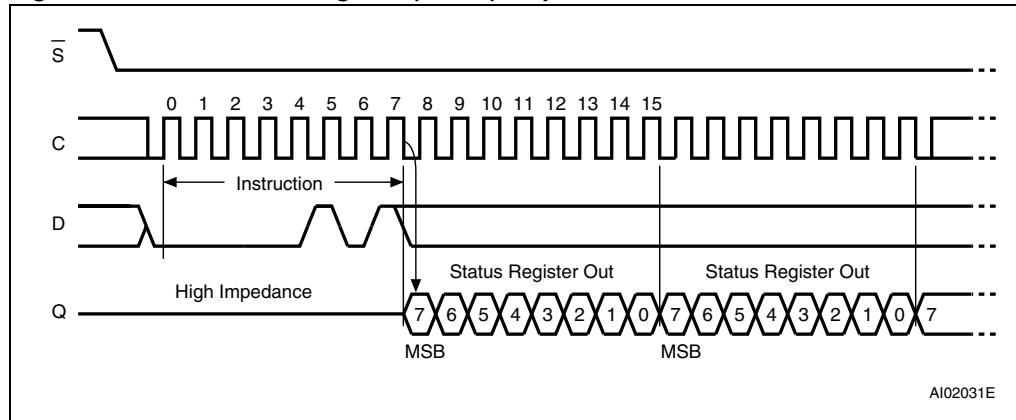 S
0 1 2 3 4 5 6 7 8 9 10 11 12 13 14 15
C
Instruction
D
Status Register Out Status Register Out
High Impedance
Q 7 6 5 4 3 2 1 0 7 6 5 4 3 2 1 0 7
MSB MSB
AI02031E